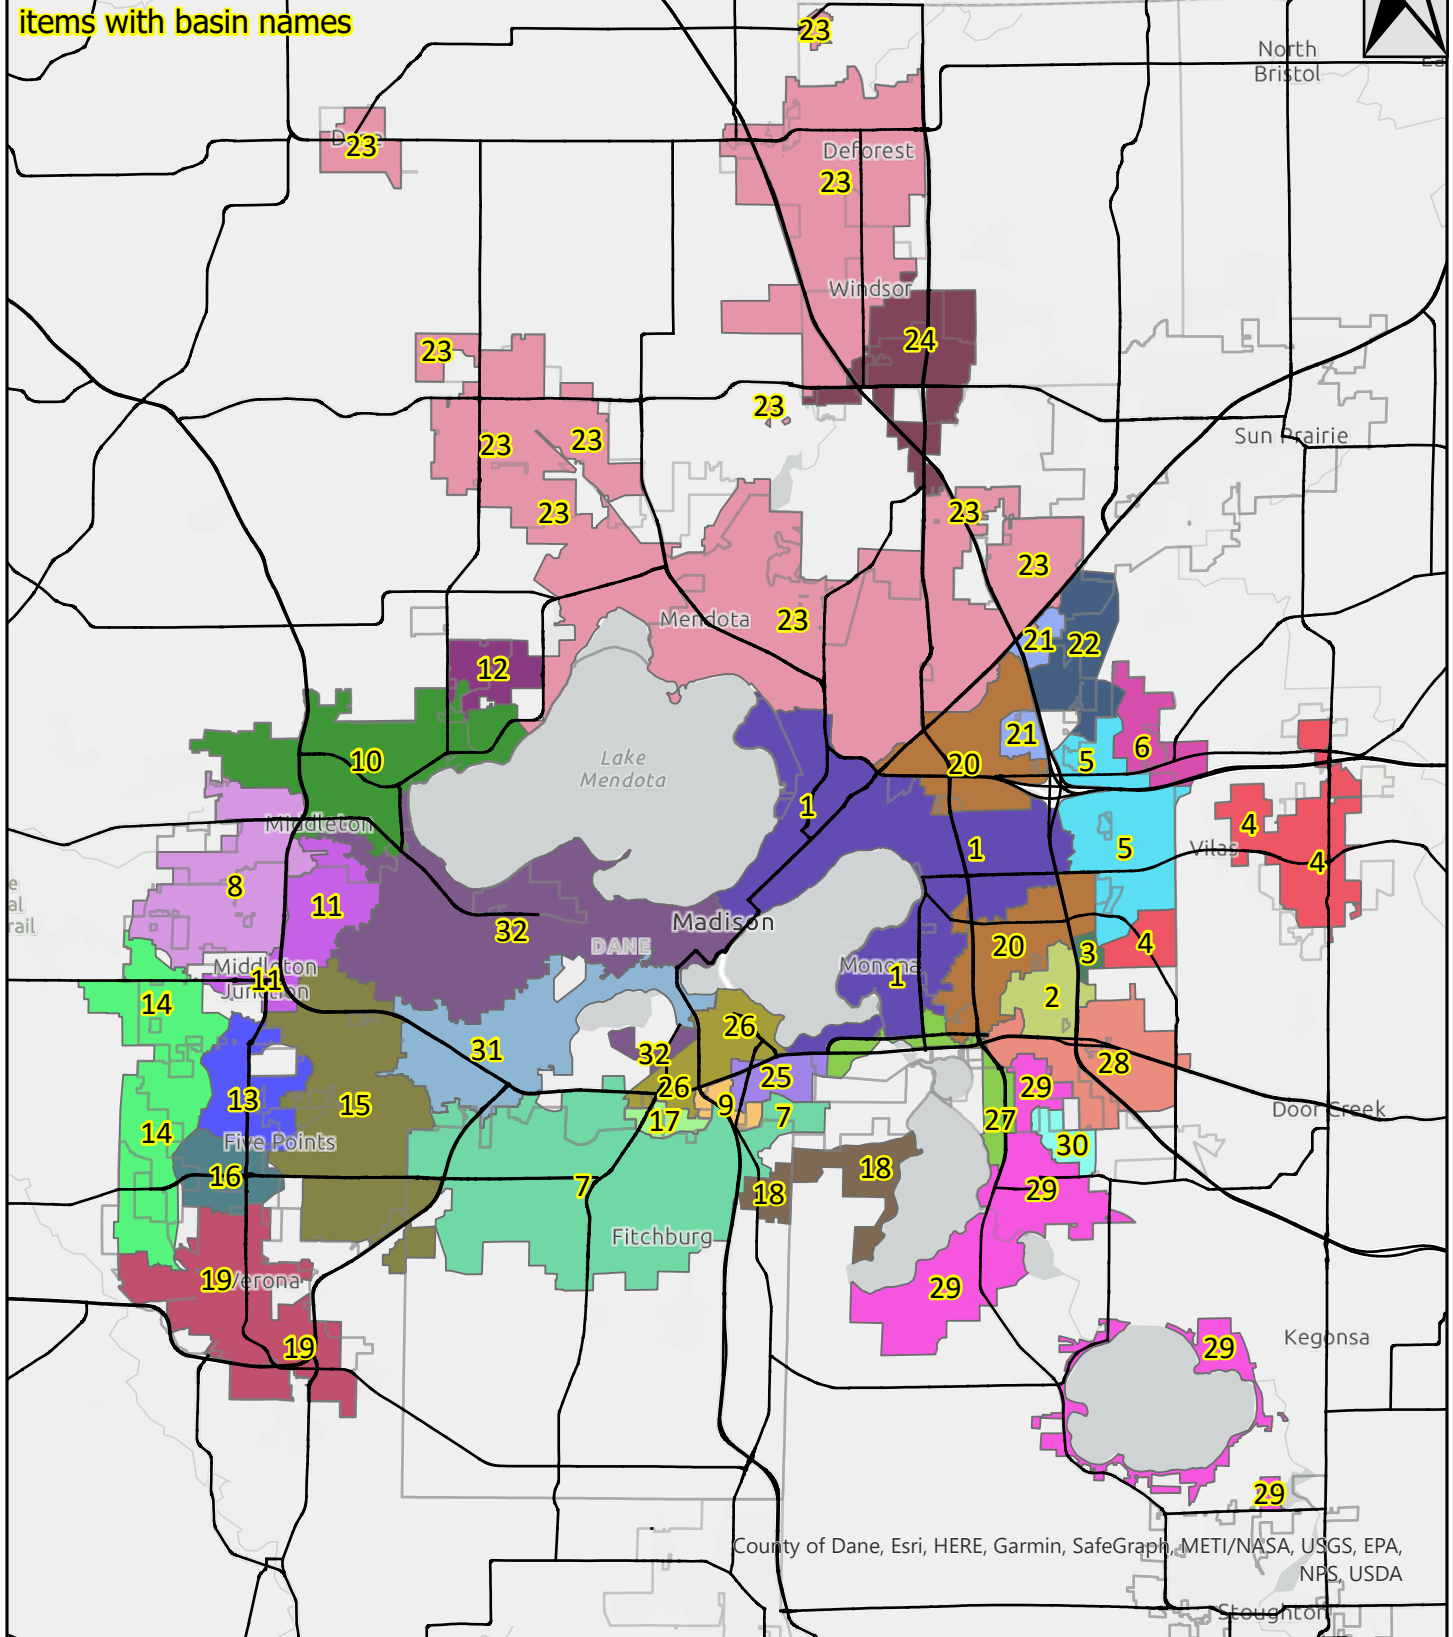 items with basin names
23
North
Bristol
23
Deforest
23
Windsor
24
23
23
23
23
Sun Prairie
23
23
23
Mendota
23
21
22
12
21
6
5
20
10
Lake
Mendota
1
4
Middleton
1
5
Vilas
4
8
11
32
Madison
DANE
20
3
4
Monona
1
Middleton
Junction
11
14
2
26
31
32
25
28
26
29
13
15
9
7
17
27
Door Creek
14
Five Points
30
16
18
18
7
29
Fitchburg
19
Verona
29
19
Kegonsa
29
29
County of Dane, Esri, HERE, Garmin, SafeGraph, METI/NASA, USGS, EPA,
NPS, USDA
Stoughton